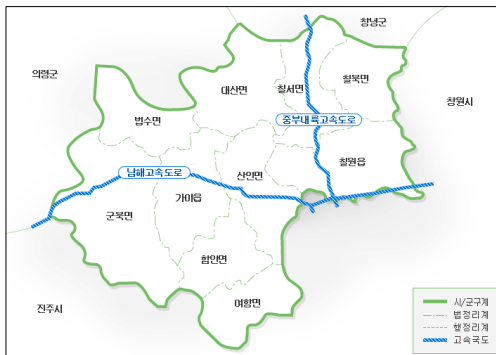 창녕군
의령군
대산면
칠서면
칠북면
창원시
법수면
중부내륙고속도로
칠원읍
남해고속도로
산인면
가야읍
군북면
함안면
여항면
진주시
시/군구계
법정리계
행정리계
고속국도